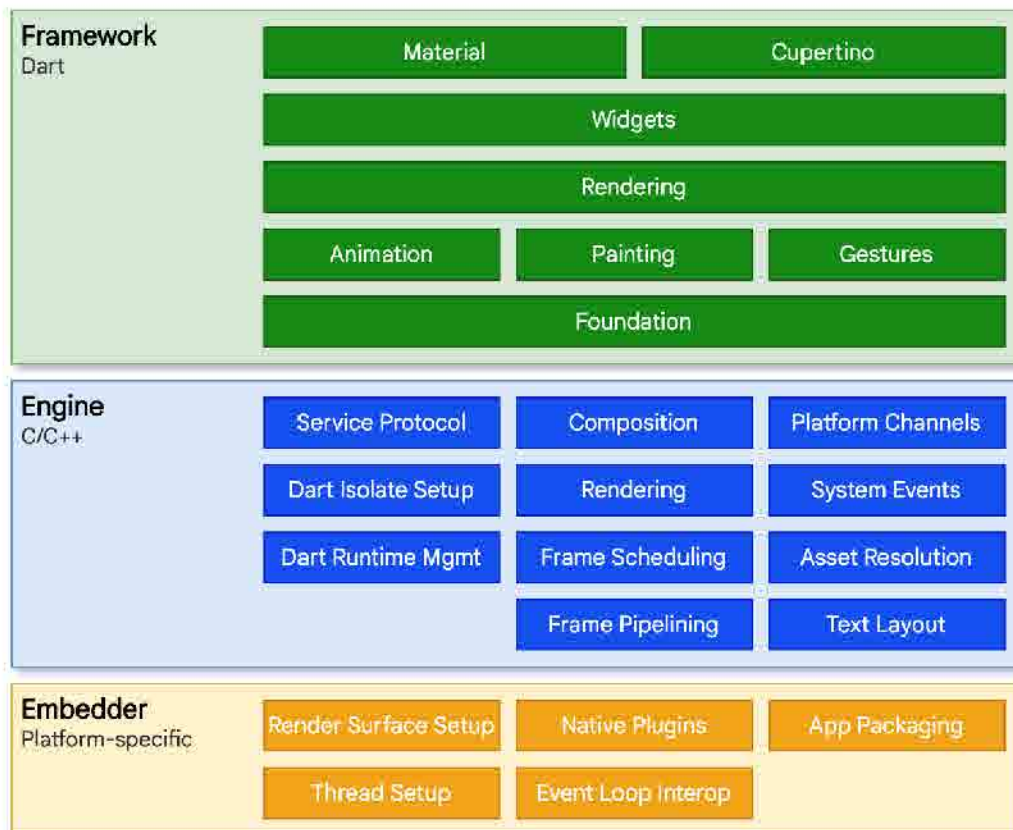 Framework
Dart
Material
Cupertino
Widgets
Rendering
Animation
Painting
Gestures
Foundation
Engine
C/C++
Service Protocol
Composition
Platform Channels
Dart Isolate Setup
Rendering
System Events
Dart Runtime Mgmt
Frame Scheduling
Asset Resolution
Frame Pipelining
Text Layout
Embedder
Platform-specific
Render Surface Setup
Native Plugins
App Packaging
Thread Setup
Event Loop Interop